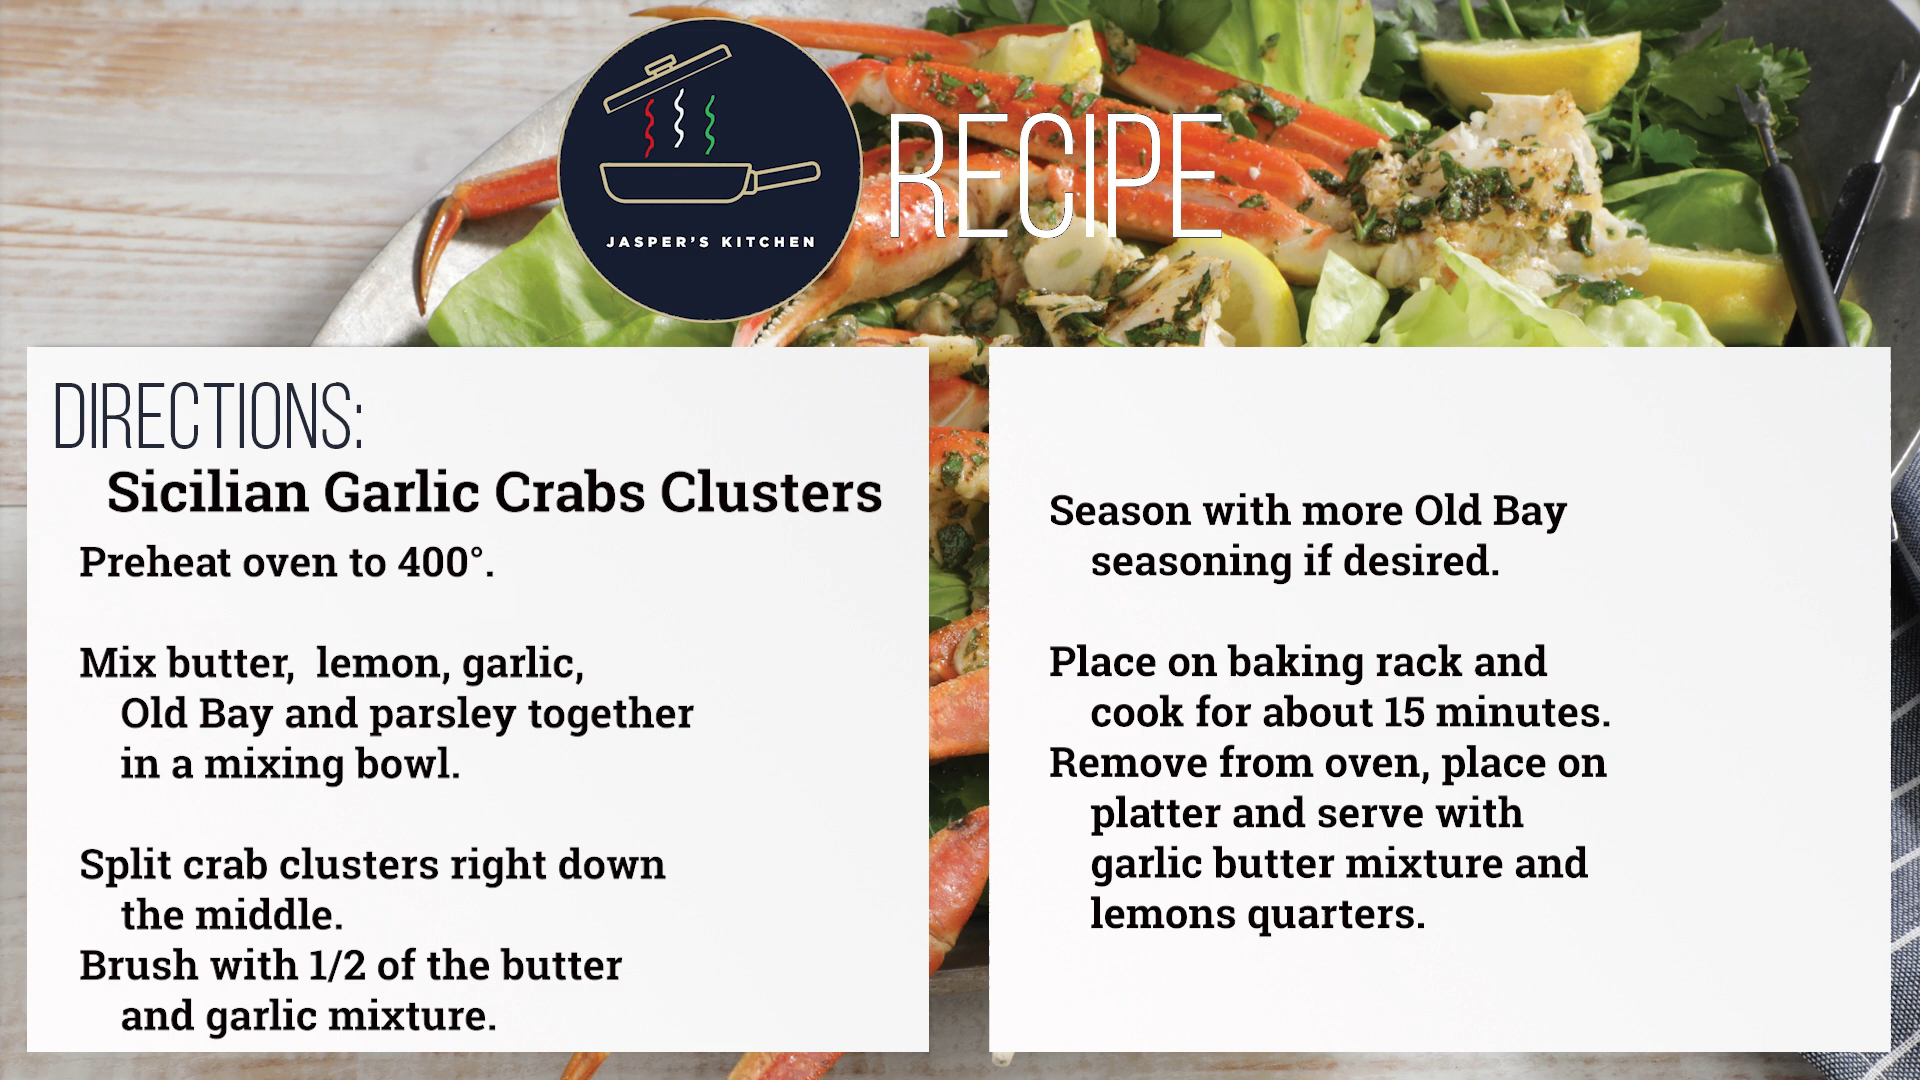 JASPER'S KITCHEN
RECIPE
DIRECTIONS:
Sicilian Garlic Crabs Clusters
Preheat oven to 400°.
Mix butter,  lemon, garlic,
Old Bay and parsley together
in a mixing bowl.
Split crab clusters right down
the middle.
Brush with 1/2 of the butter
and garlic mixture.
Season with more Old Bay
seasoning if desired.
Place on baking rack and
cook for about 15 minutes.
Remove from oven, place on
platter and serve with
garlic butter mixture and
lemons quarters.